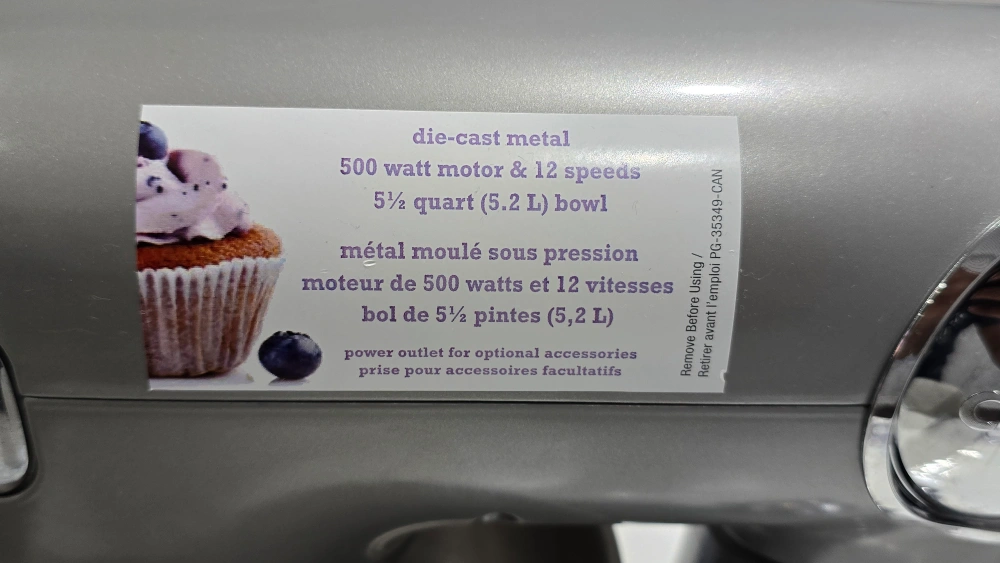 die-cast metal
500 watt motor & 12 speeds
5½ quart (5.2 L) bowl
métal moulé sous pression
moteur de 500 watts et 12 vitesses
bol de 5½ pintes (5,2 L)
power outlet for optional accessories
prise pour accessoires facultatifs
Remove Before Using /
Retirer avant l'emploi PG-35349-CAN